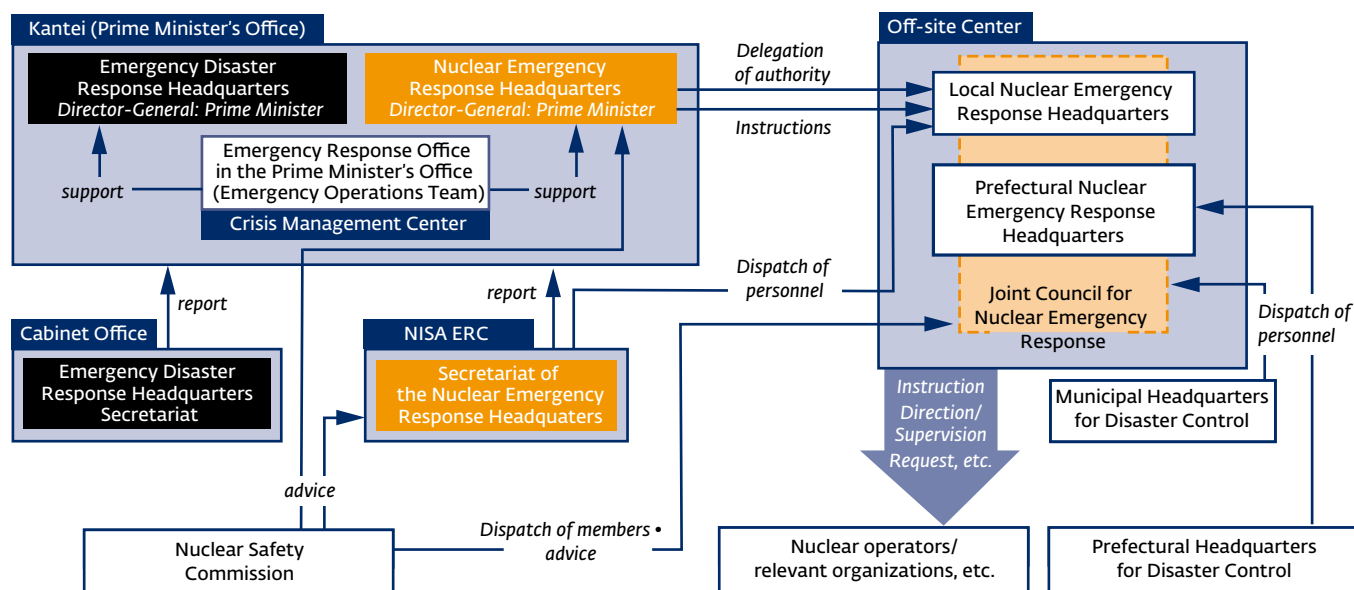 Kantei (Prime Minister's Office)
Emergency Disaster
Response Headquarters
Director-General: Prime Minister
Nuclear Emergency
Response Headquarters
Director-General: Prime Minister
support
Emergency Response Office
in the Prime Minister's Office
(Emergency Operations Team)
support
Crisis Management Center
Delegation
of authority
Instructions
Off-site Center
Local Nuclear Emergency
Response Headquarters
Prefectural Nuclear
Emergency Response
Headquarters
Joint Council for
Nuclear Emergency
Response
report
report
Dispatch of
personnel
Dispatch of
personnel
Cabinet Office
Emergency Disaster
Response Headquarters
Secretariat
NISA ERC
Secretariat of
the Nuclear Emergency
Response Headquaters
Instruction
Direction/
Supervision
Request, etc.
Municipal Headquarters
for Disaster Control
advice
Dispatch of members •
advice
Nuclear Safety
Commission
Nuclear operators/
relevant organizations, etc.
Prefectural Headquarters
for Disaster Control